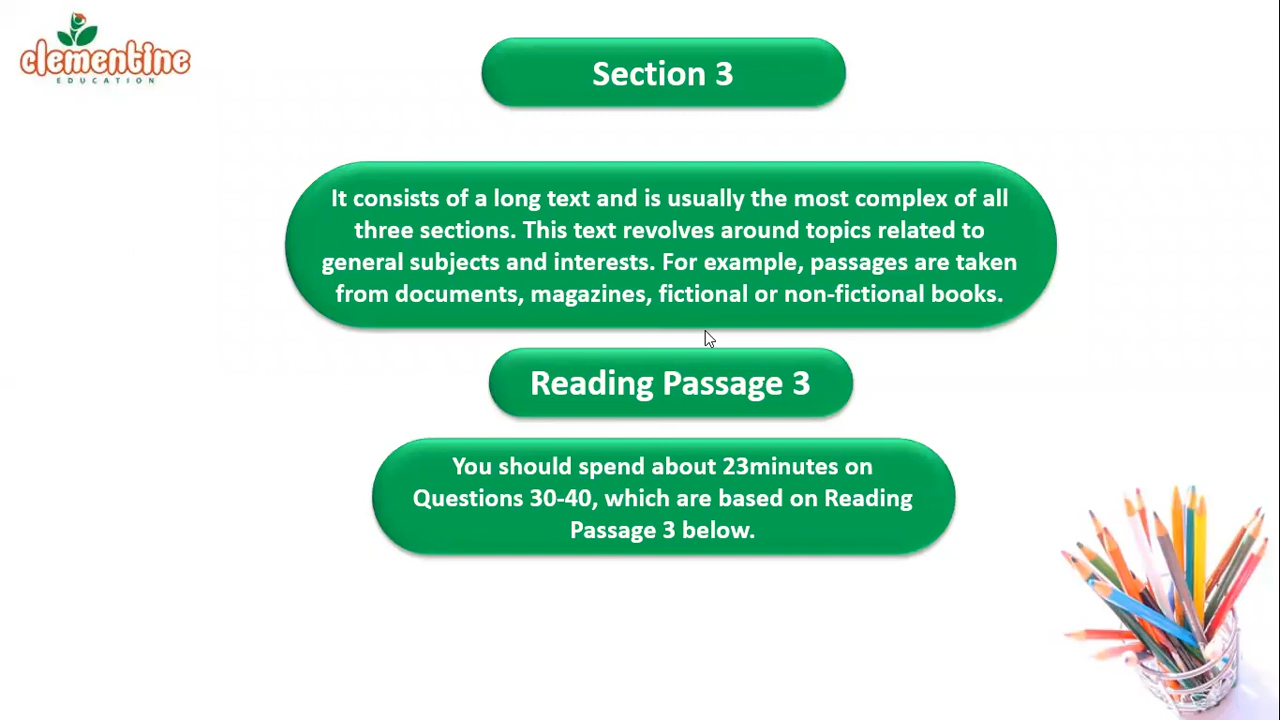 clementine
EDUCATION
Section 3
It consists of a long text and is usually the most complex of all
three sections. This text revolves around topics related to
general subjects and interests. For example, passages are taken
from documents, magazines, fictional or non-fictional books.
Reading Passage 3
You should spend about 23minutes on
Questions 30-40, which are based on Reading
Passage 3 below.